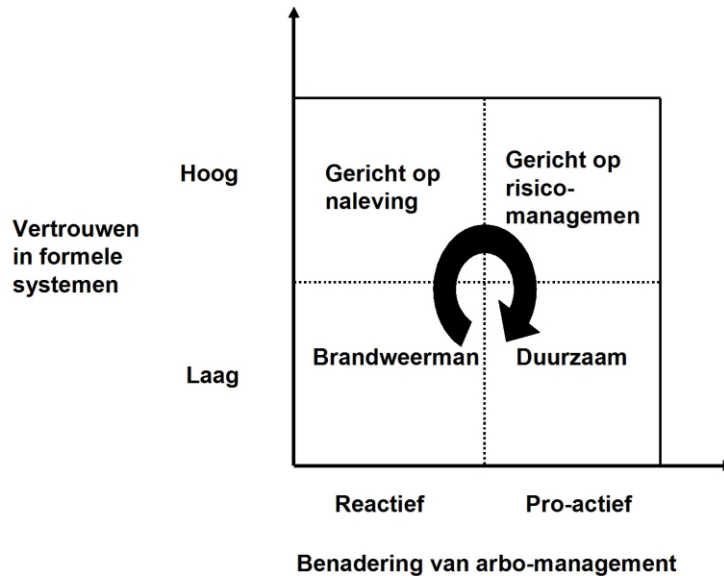 Hoog
Vertrouwen
in formele
systemen
Laag
Gericht op
naleving
Gericht op
risico-
managemen
Brandweerman
Duurzaam
Reactief
Pro-actief
Benadering van arbo-management